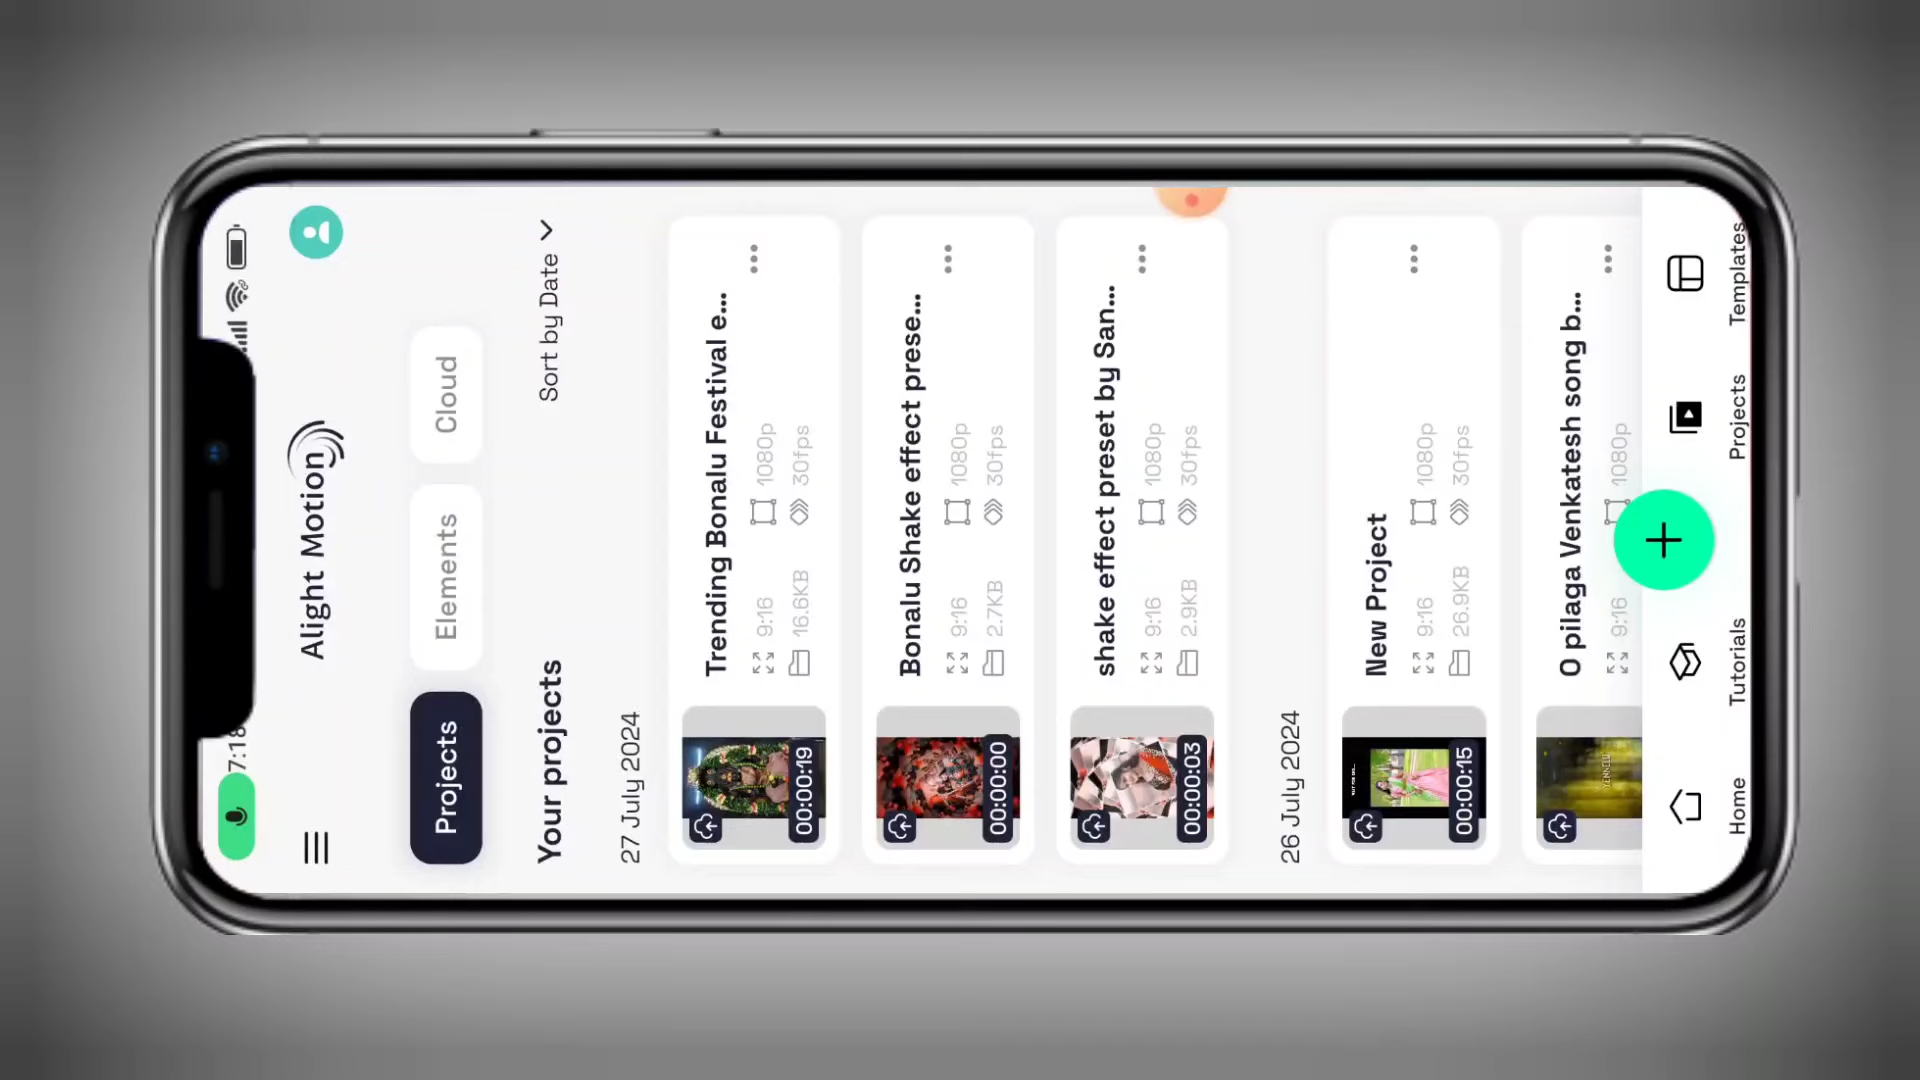 7:18
Alight Motion
Projects
Elements
Cloud
Your projects
Sort by Date
27 July 2024
Trending Bonalu Festival e...
9:16
1080p
16.6KB
30fps
00:00:19
Bonalu Shake effect prese...
9:16
1080p
2.7KB
30fps
00:00:00
shake effect preset by San...
9:16
1080p
2.9KB
30fps
00:00:03
26 July 2024
New Project
9:16
1080p
26.9KB
30fps
00:00:15
O pilaga Venkatesh song b...
9:16
1080p
Home
Tutorials
Projects
Templates